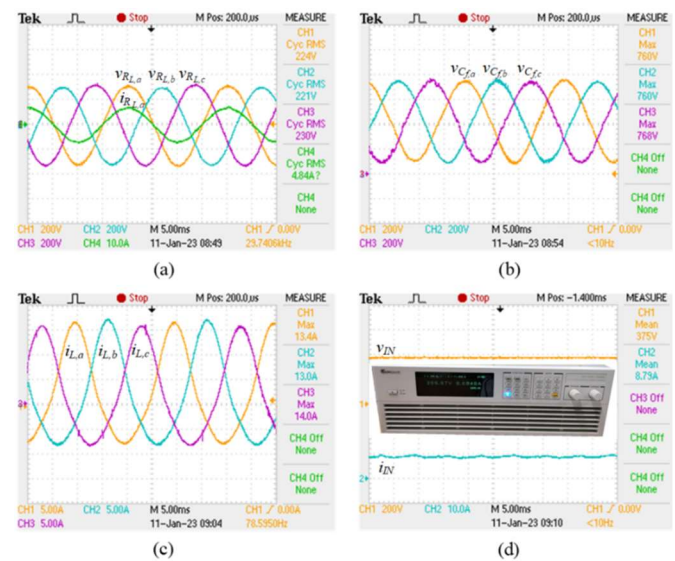 Tek
Stop
M Pos: 200.0us
MEASURE
CH1
Cyc RMS
224V
CH2
Cyc RMS
221V
CH3
Cyc RMS
230V
CH4
Cyc RMS
4.84A?
CH4
None
vRL,a vRL,b vRL,c
iRL,a
CH1 200V CH2 200V M 5.00ms CH1 / 0.00V
CH3 200V CH4 10.0A 11-Jan-23 08:49 29.7406kHz
(a)
Tek
Stop
M Pos: 200.0us
MEASURE
CH1
Max
760V
CH2
Max
760V
CH3
Max
768V
CH4 Off
None
CH4 Off
None
vCf,a vCf,b vCf,c
CH1 200V CH2 200V M 5.00ms CH1 / 0.00V
CH3 200V 11-Jan-23 08:54 <10Hz
(b)
Tek
Stop
M Pos: 200.0us
MEASURE
CH1
Max
13.4A
CH2
Max
13.0A
CH3
Max
14.0A
CH4 Off
None
CH4 Off
None
iL,a iL,b iL,c
CH1 5.00A CH2 5.00A M 5.00ms CH1 / 0.00A
CH3 5.00A 11-Jan-23 09:04 78.5950Hz
(c)
Tek
Stop
M Pos: -1.400ms
MEASURE
CH1
Mean
375V
CH2
Mean
8.79A
CH3 Off
None
CH4 Off
None
CH4 Off
None
vIN
iIN
CH1 200V CH2 10.0A M 5.00ms CH1 / 0.00V
11-Jan-23 09:10 <10Hz
(d)